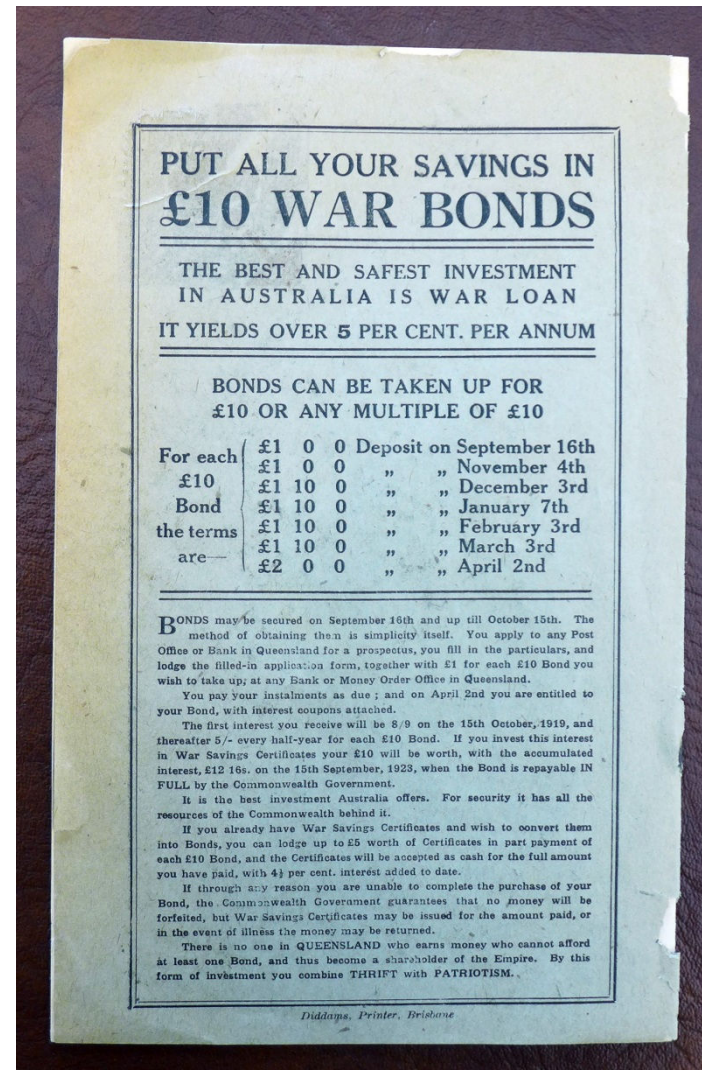 PUT ALL YOUR SAVINGS IN
£10 WAR BONDS
THE BEST AND SAFEST INVESTMENT
IN AUSTRALIA IS WAR LOAN
IT YIELDS OVER 5 PER CENT. PER ANNUM
BONDS CAN BE TAKEN UP FOR
£10 OR ANY MULTIPLE OF £10
For each
£10
Bond
the terms
are—
£1 0 0 Deposit on September 16th
£1 0 0 „ „ November 4th
£1 10 0 „ „ December 3rd
£1 10 0 „ „ January 7th
£1 10 0 „ „ February 3rd
£1 10 0 „ „ March 3rd
£2 0 0 „ „ April 2nd
BONDS may be secured on September 16th and up till October 15th. The
method of obtaining them is simplicity itself. You apply to any Post
Office or Bank in Queensland for a prospectus, you fill in the particulars, and
lodge the filled-in application form, together with £1 for each £10 Bond you
wish to take up, at any Bank or Money Order Office in Queensland.
You pay your instalments as due ; and on April 2nd you are entitled to
your Bond, with interest coupons attached.
The first interest you receive will be 8/9 on the 15th October, 1919, and
thereafter 5/- every half-year for each £10 Bond. If you invest this interest
in War Savings Certificates your £10 will be worth, with the accumulated
interest, £12 16s. on the 15th September, 1923, when the Bond is repayable IN
FULL by the Commonwealth Government.
It is the best investment Australia offers. For security it has all the
resources of the Commonwealth behind it.
If you already have War Savings Certificates and wish to convert them
into Bonds, you can lodge up to £5 worth of Certificates in part payment of
each £10 Bond, and the Certificates will be accepted as cash for the full amount
you have paid, with 4½ per cent. interest added to date.
If through any reason you are unable to complete the purchase of your
Bond, the Commonwealth Government guarantees that no money will be
forfeited, but War Savings Certificates may be issued for the amount paid, or
in the event of illness the money may be returned.
There is no one in QUEENSLAND who earns money who cannot afford
at least one Bond, and thus become a shareholder of the Empire. By this
form of investment you combine THRIFT with PATRIOTISM.
Diddams, Printer, Brisbane